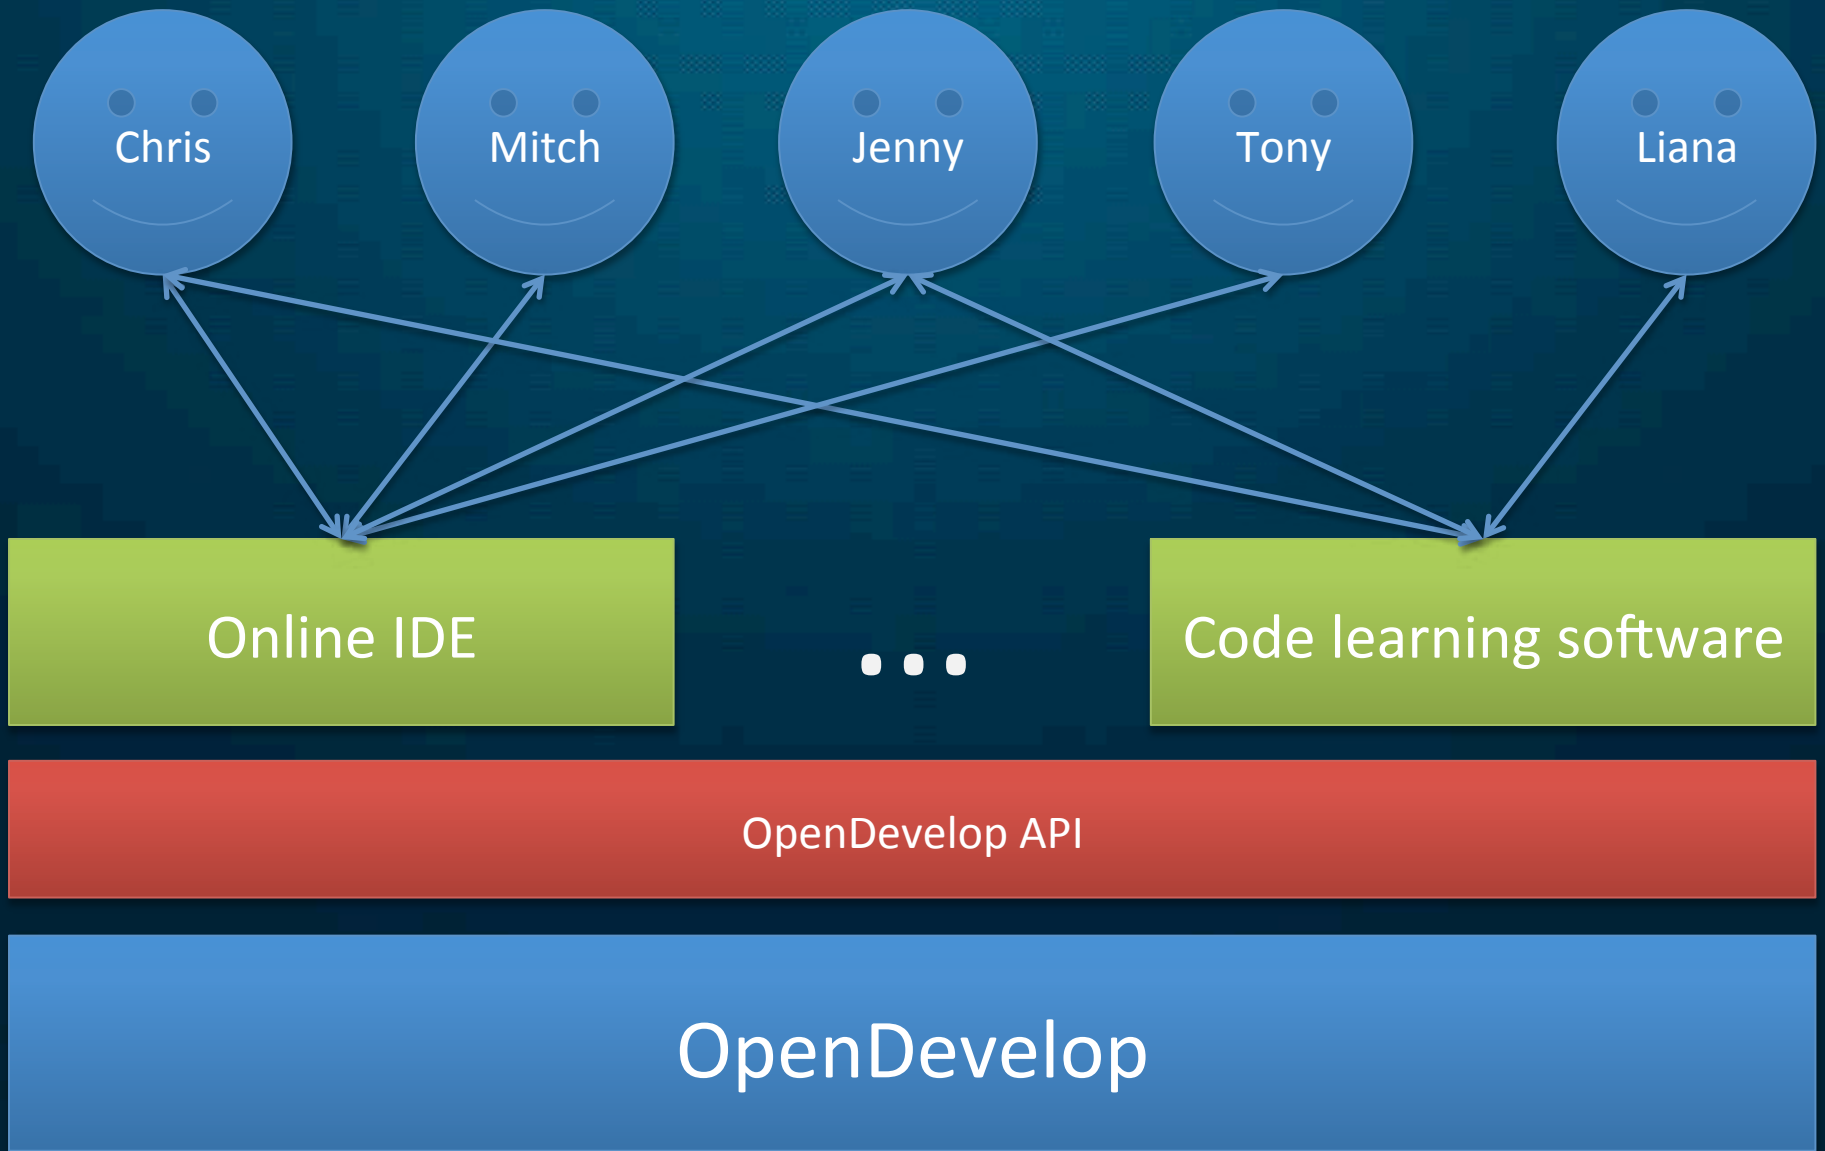 Chris
Mitch
Jenny
Tony
Liana
Online IDE
...
Code learning software
OpenDevelop API
OpenDevelop